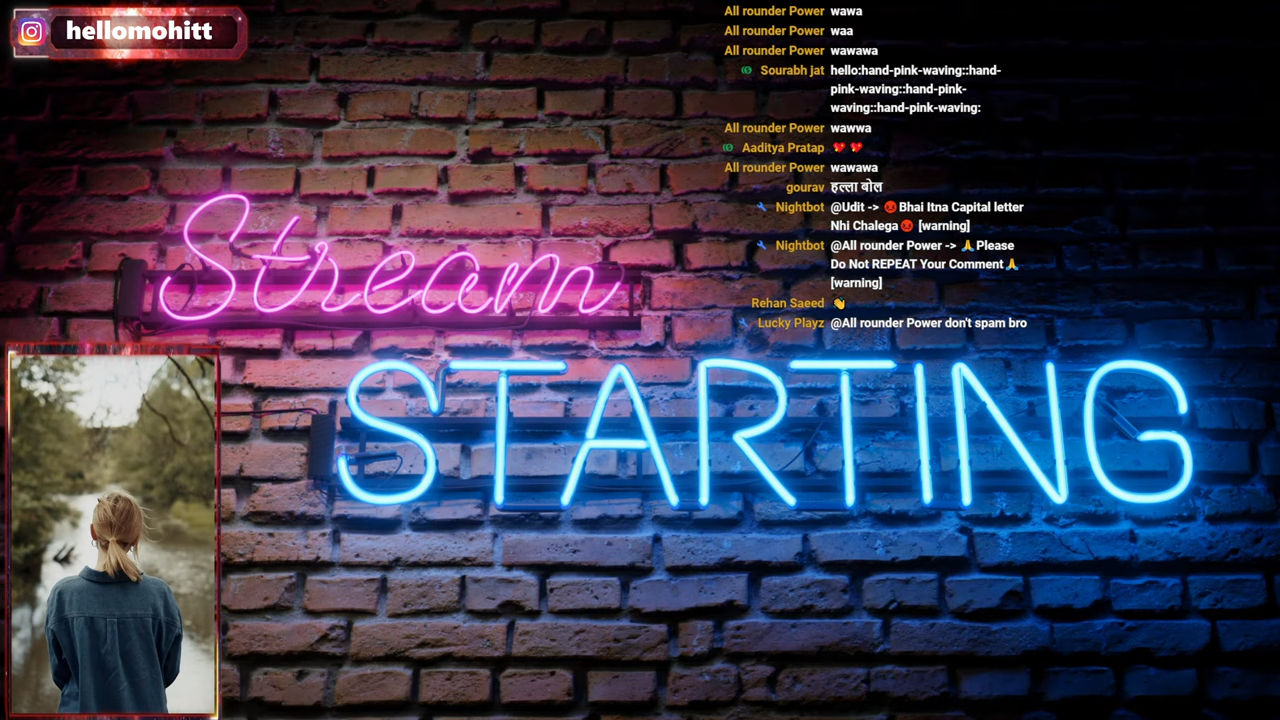 hellomohitt
All rounder Power wawa
All rounder Power waa
All rounder Power wawawa
Sourabh jat hello:hand-pink-waving::hand-
pink-waving::hand-pink-
waving::hand-pink-waving:
All rounder Power wawwa
Aaditya Pratap 💖 💖
All rounder Power wawawa
gourav हल्ला बोल
Nightbot @Udit -> 😡Bhai Itna Capital letter
Nhi Chalega😡 [warning]
Nightbot @All rounder Power -> 🙏Please
Do Not REPEAT Your Comment🙏
[warning]
Rehan Saeed 👋
Lucky Playz @All rounder Power don't spam bro
Stream
STARTING